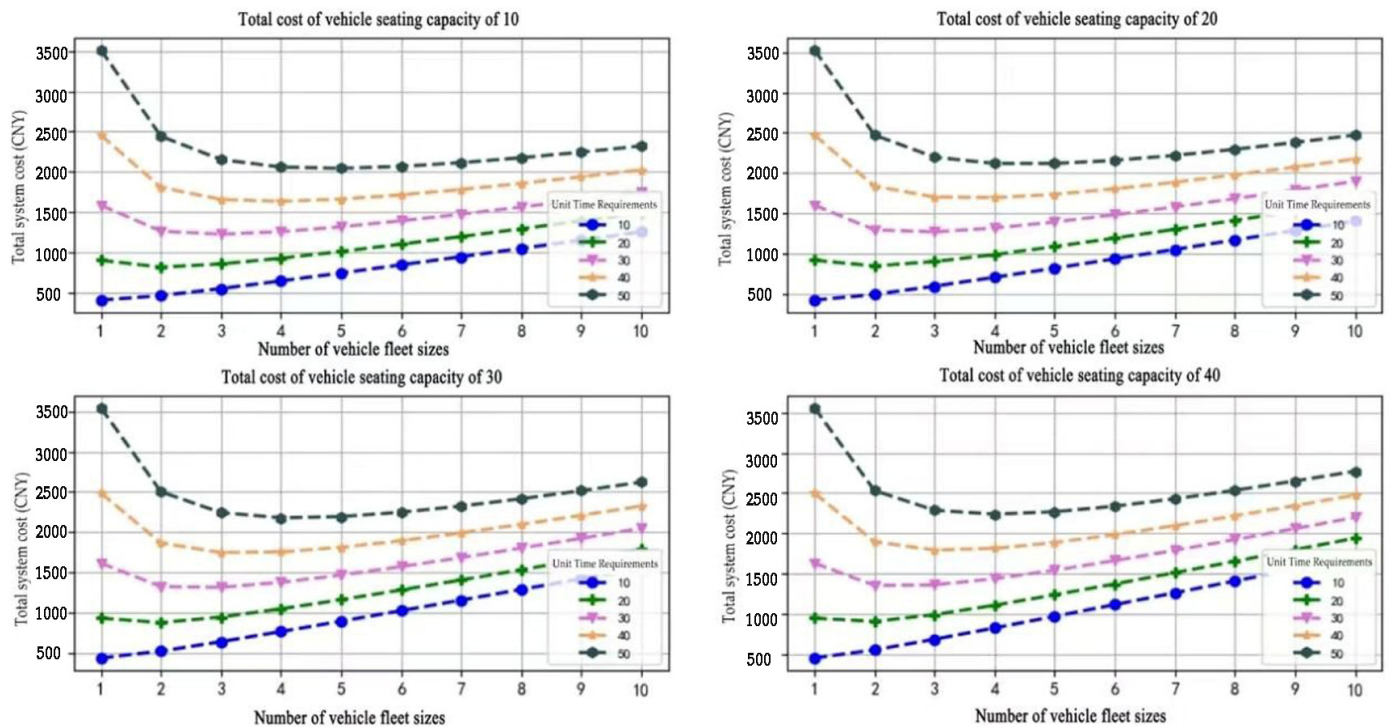 Total cost of vehicle seating capacity of 10
Total system cost (CNY)
3500
3000
2500
2000
1500
1000
500
Unit Time Requirements
10
20
30
40
50
1 2 3 4 5 6 7 8 9 10
Number of vehicle fleet sizes
Total cost of vehicle seating capacity of 20
Total system cost (CNY)
3500
3000
2500
2000
1500
1000
500
Unit Time Requirements
10
20
30
40
50
1 2 3 4 5 6 7 8 9 10
Number of vehicle fleet sizes
Total cost of vehicle seating capacity of 30
Total system cost (CNY)
3500
3000
2500
2000
1500
1000
500
Unit Time Requirements
10
20
30
40
50
1 2 3 4 5 6 7 8 9 10
Number of vehicle fleet sizes
Total cost of vehicle seating capacity of 40
Total system cost (CNY)
3500
3000
2500
2000
1500
1000
500
Unit Time Requirements
10
20
30
40
50
1 2 3 4 5 6 7 8 9 10
Number of vehicle fleet sizes